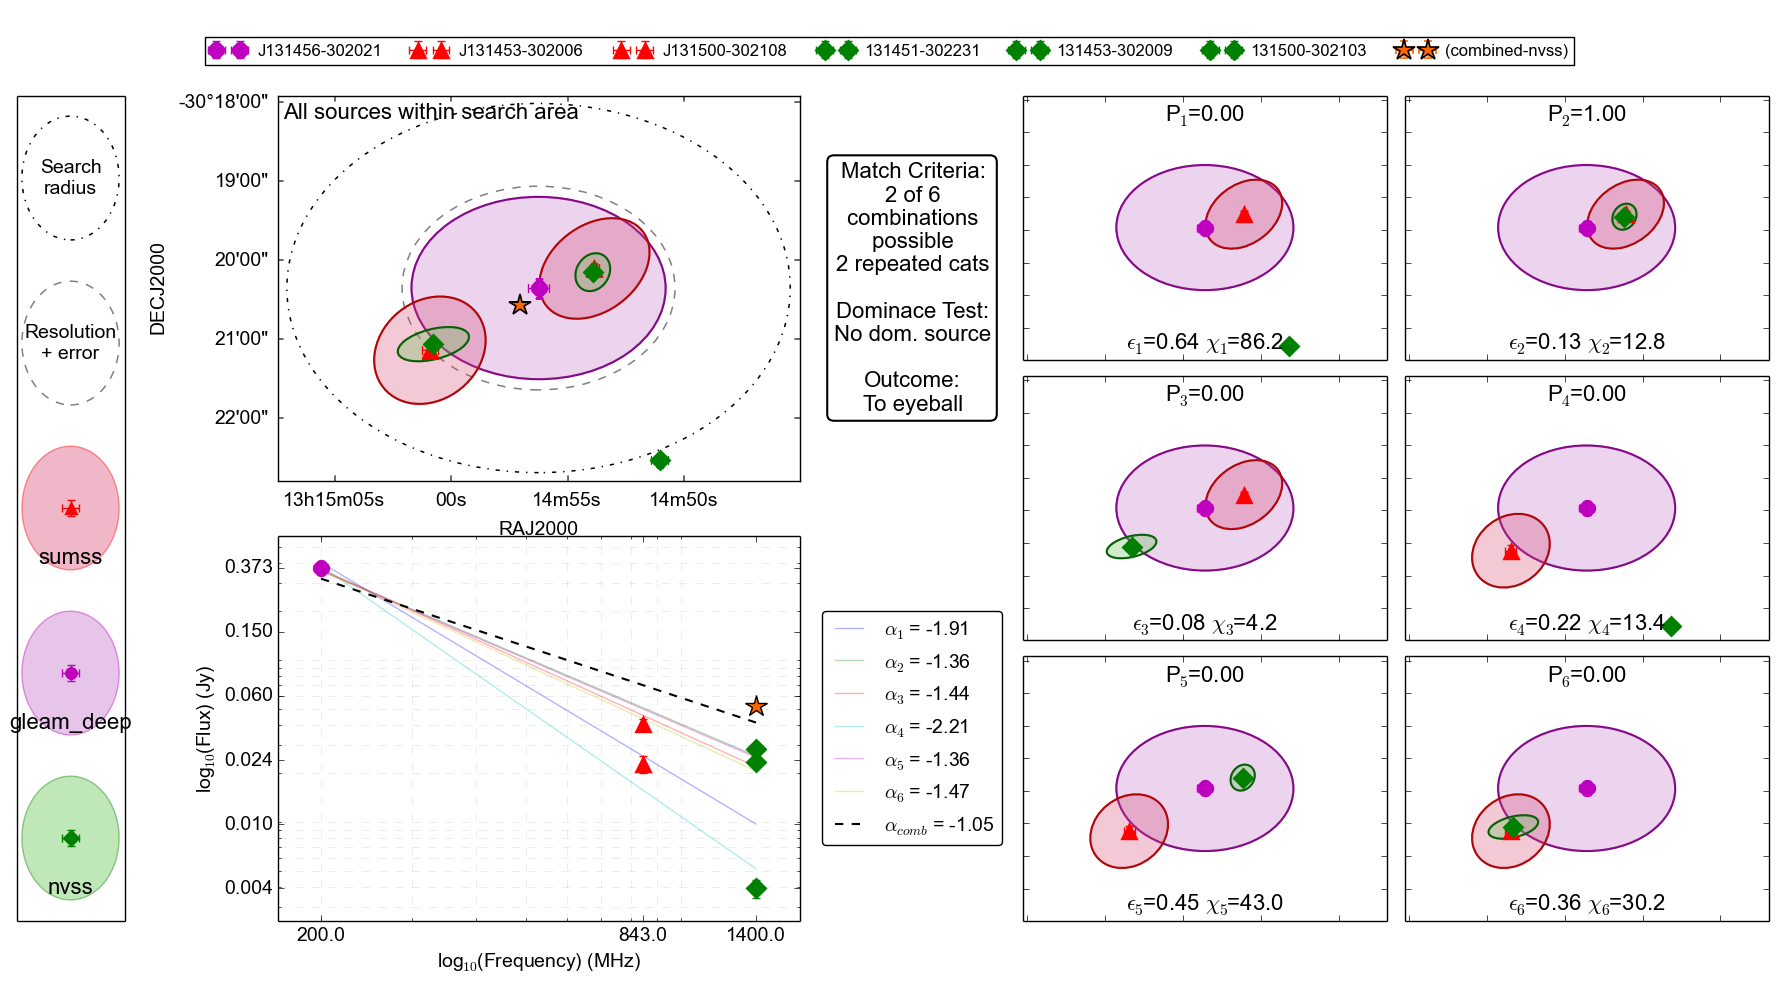 J131456-302021 J131453-302006 J131500-302108 131451-302231 131453-302009 131500-302103 (combined-nvss)
Search
radius
Resolution
+ error
sumss
gleam_deep
nvss
All sources within search area
-30°18'00"
19'00"
20'00"
21'00"
22'00"
DECJ2000
13h15m05s 00s 14m55s 14m50s
RAJ2000
Match Criteria:
2 of 6
combinations
possible
2 repeated cats
Dominace Test:
No dom. source
Outcome:
To eyeball
0.373
0.150
0.060
0.024
0.010
0.004
log₁₀(Flux) (Jy)
200.0 843.0 1400.0
log₁₀(Frequency) (MHz)
α₁ = -1.91
α₂ = -1.36
α₃ = -1.44
α₄ = -2.21
α₅ = -1.36
α₆ = -1.47
α_comb = -1.05
P₁=0.00
ϵ₁=0.64 χ₁=86.2
P₂=1.00
ϵ₂=0.13 χ₂=12.8
P₃=0.00
ϵ₃=0.08 χ₃=4.2
P₄=0.00
ϵ₄=0.22 χ₄=13.4
P₅=0.00
ϵ₅=0.45 χ₅=43.0
P₆=0.00
ϵ₆=0.36 χ₆=30.2